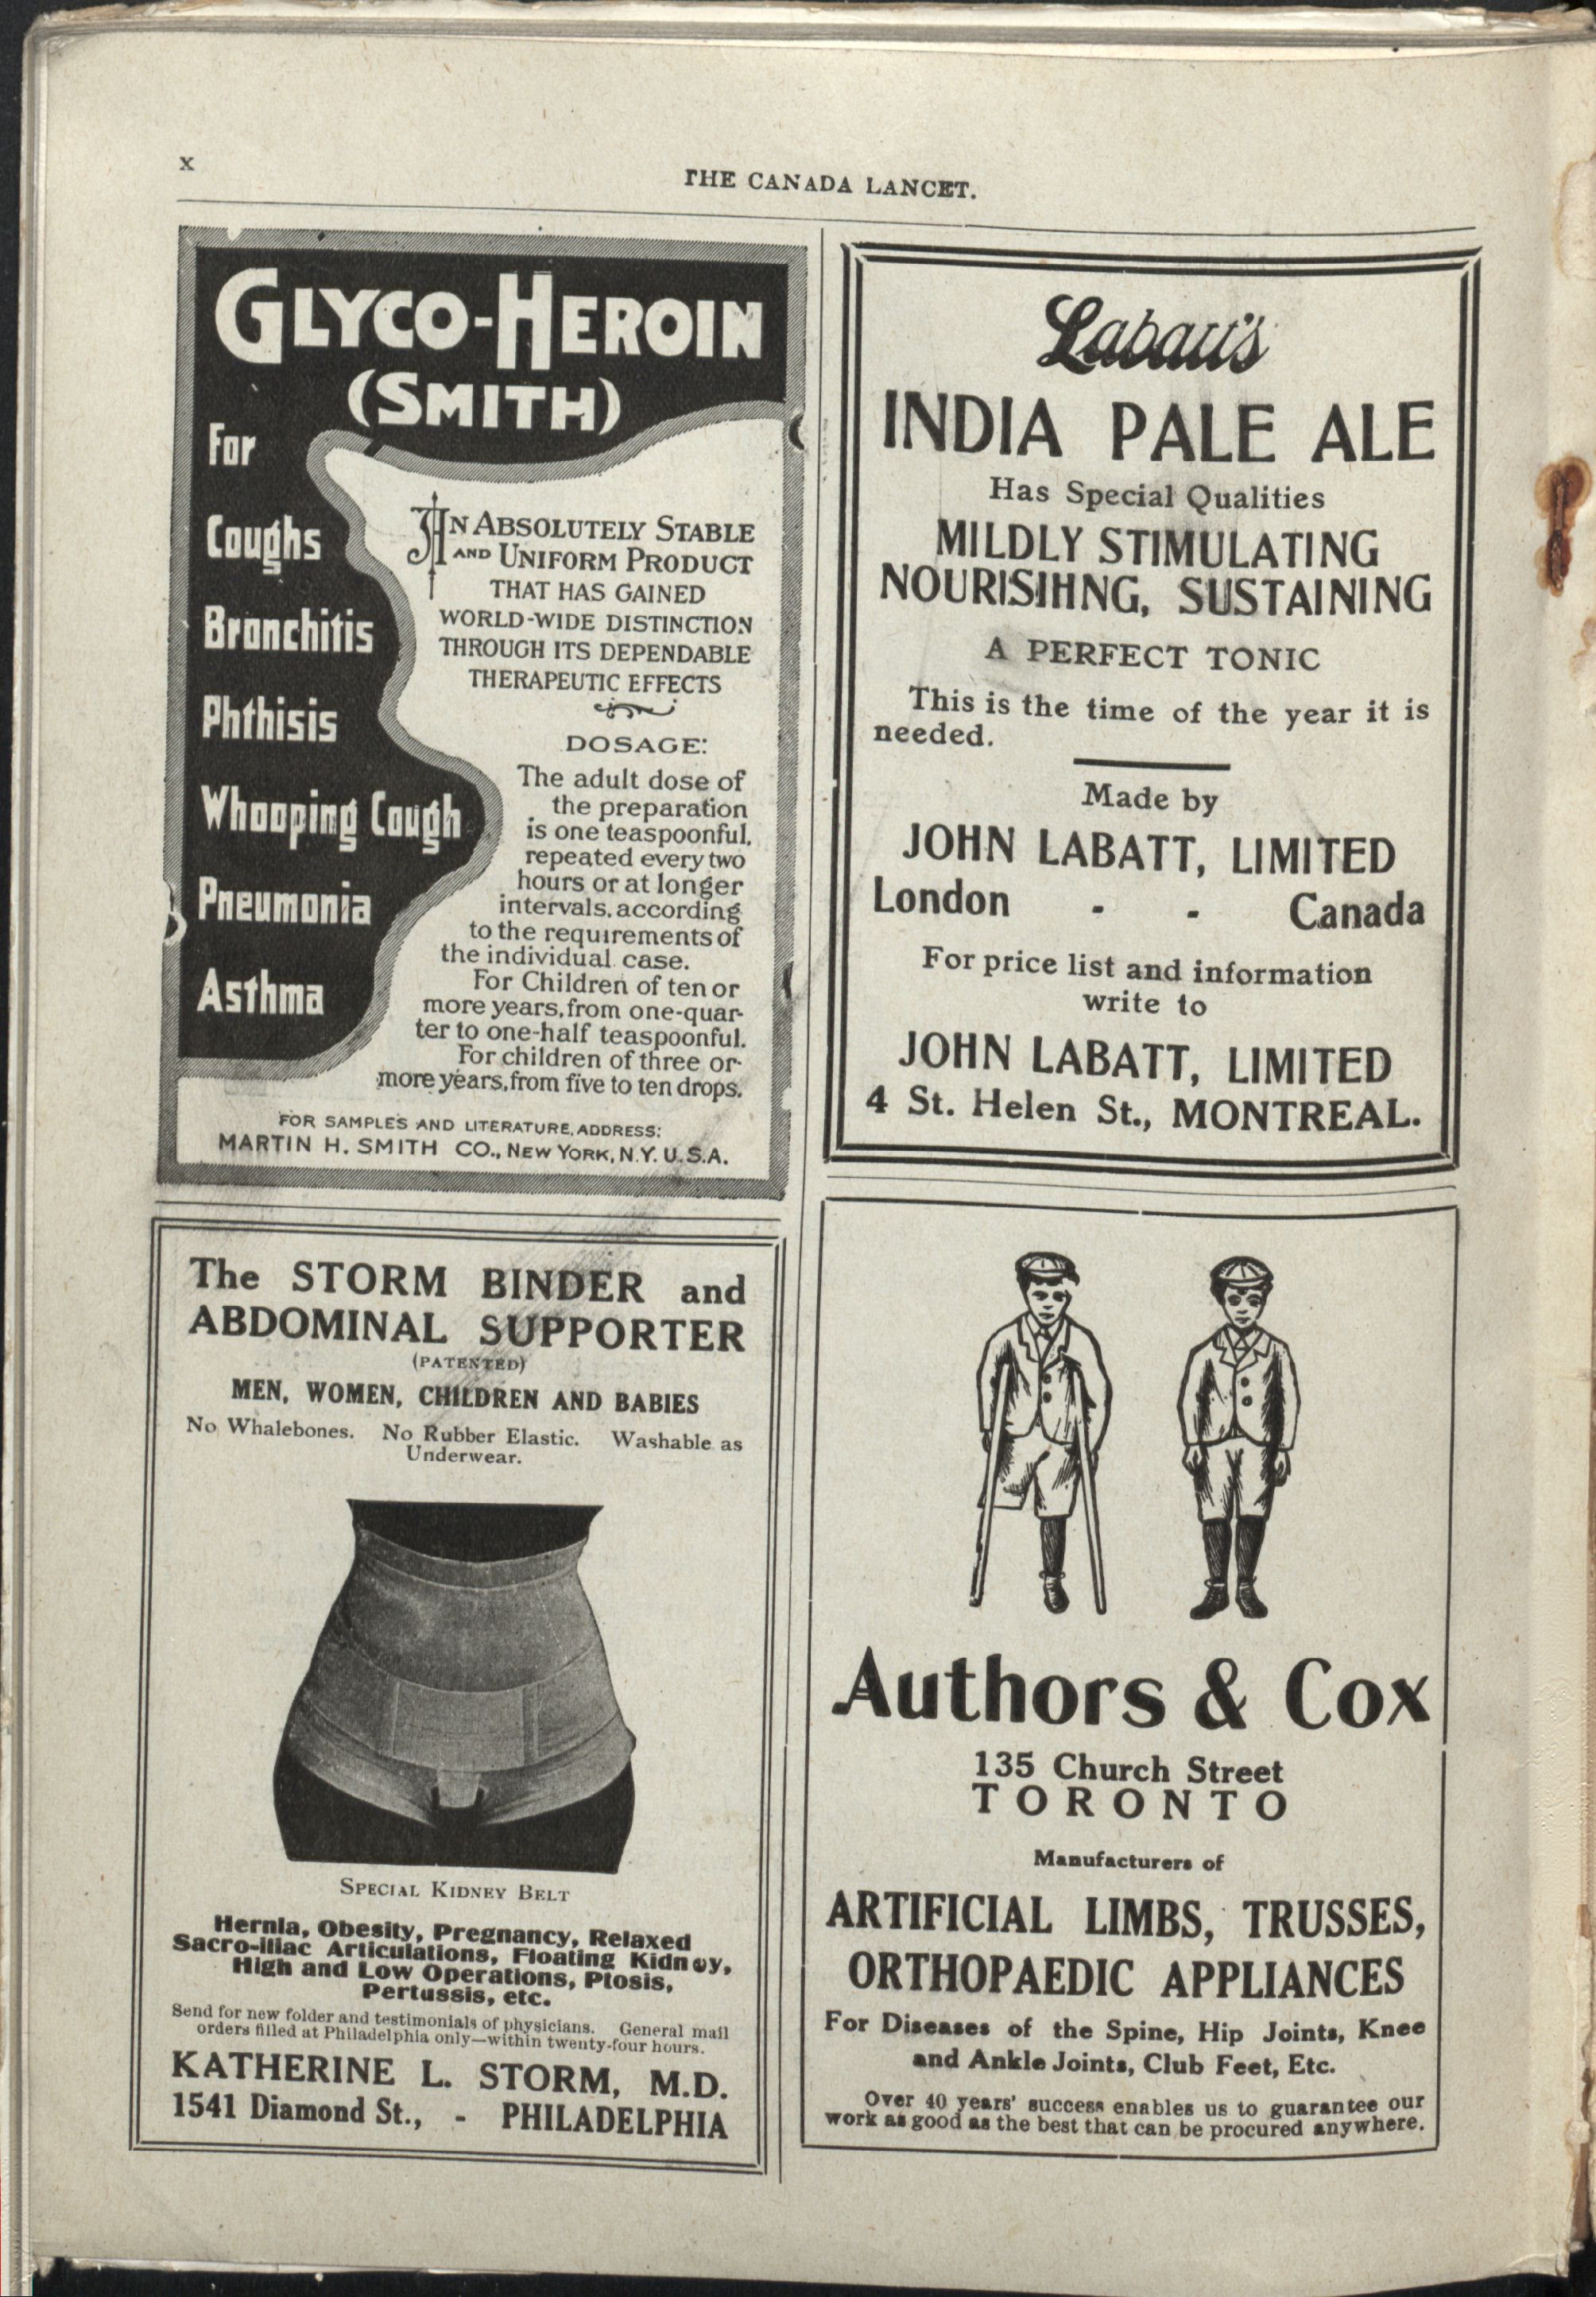 x
THE CANADA LANCET.
GLYCO-HEROIN
(SMITH)
For
Coughs
Bronchitis
Phthisis
Whooping Cough
Pneumonia
Asthma
AN ABSOLUTELY STABLE
AND UNIFORM PRODUCT
THAT HAS GAINED
WORLD-WIDE DISTINCTION
THROUGH ITS DEPENDABLE
THERAPEUTIC EFFECTS
DOSAGE:
The adult dose of
the preparation
is one teaspoonful,
repeated every two
hours or at longer
intervals, according
to the requirements of
the individual case.
For Children of ten or
more years, from one-quar-
ter to one-half teaspoonful.
For children of three or
more years, from five to ten drops.
FOR SAMPLES AND LITERATURE, ADDRESS:
MARTIN H. SMITH CO., NEW YORK, N.Y. U.S.A.
Labatt's
INDIA PALE ALE
Has Special Qualities
MILDLY STIMULATING
NOURISIHNG, SUSTAINING
A PERFECT TONIC
This is the time of the year it is
needed.
Made by
JOHN LABATT, LIMITED
London - - Canada
For price list and information
write to
JOHN LABATT, LIMITED
4 St. Helen St., MONTREAL.
The STORM BINDER and
ABDOMINAL SUPPORTER
(PATENTED)
MEN, WOMEN, CHILDREN AND BABIES
No Whalebones. No Rubber Elastic. Washable as
Underwear.
SPECIAL KIDNEY BELT
Hernia, Obesity, Pregnancy, Relaxed
Sacro-Iliac Articulations, Floating Kidney,
High and Low Operations, Ptosis,
Pertussis, etc.
Send for new folder and testimonials of physicians. General mail
orders filled at Philadelphia only—within twenty-four hours.
KATHERINE L. STORM, M.D.
1541 Diamond St., - PHILADELPHIA
Authors & Cox
135 Church Street
TORONTO
Manufacturers of
ARTIFICIAL LIMBS, TRUSSES,
ORTHOPAEDIC APPLIANCES
For Diseases of the Spine, Hip Joints, Knee
and Ankle Joints, Club Feet, Etc.
Over 40 years' success enables us to guarantee our
work as good as the best that can be procured anywhere.